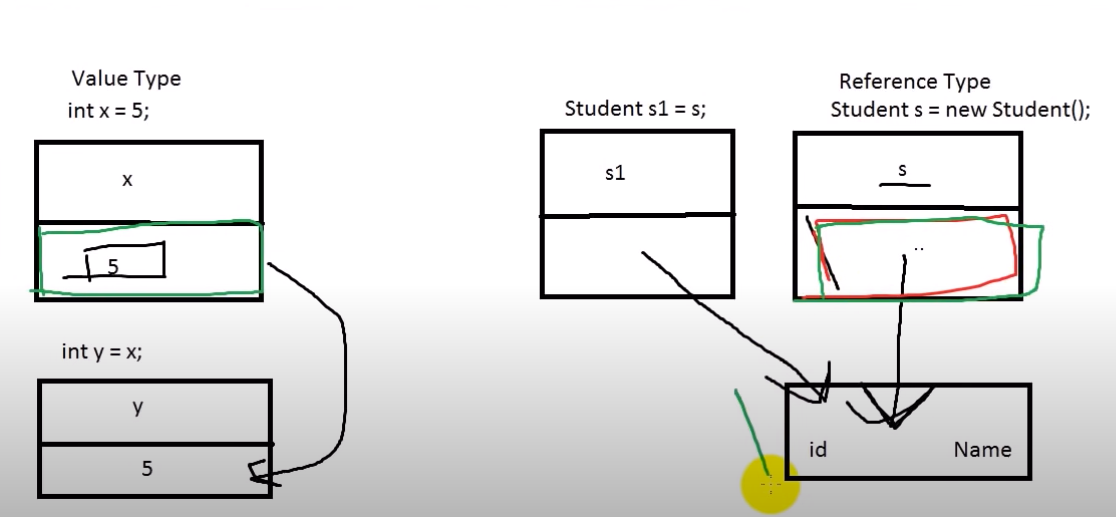 Value Type
int x = 5;
x
5
int y = x;
y
5
Student s1 = s;
s1
Reference Type
Student s = new Student();
s
..
id Name